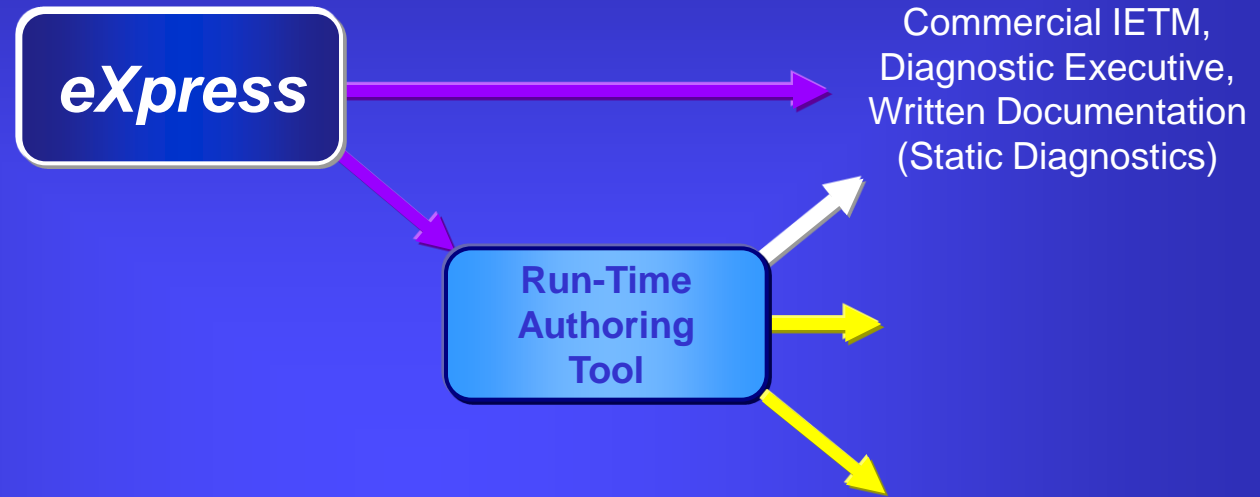 eXpress
Commercial IETM,
Diagnostic Executive,
Written Documentation
(Static Diagnostics)
Run-Time
Authoring
Tool